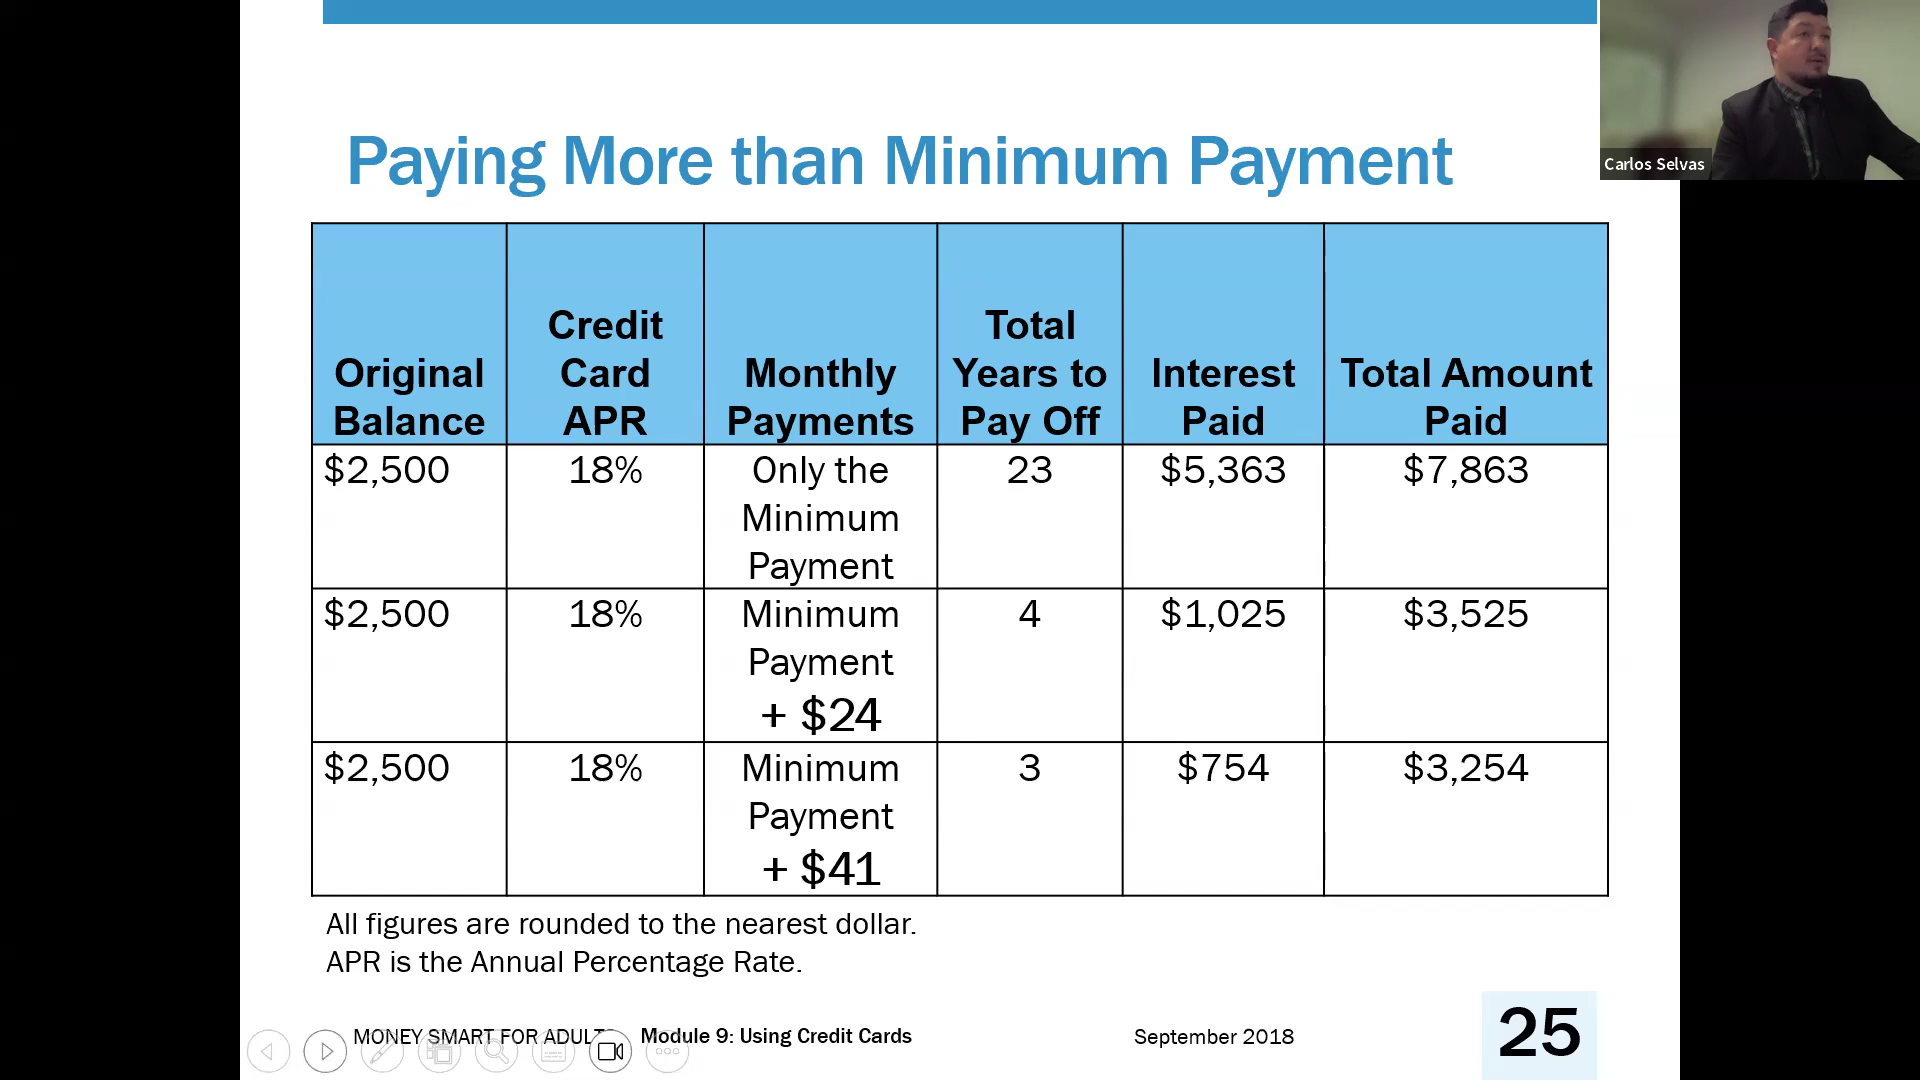 Paying More than Minimum Payment
Carlos Selvas
Original Balance
Credit Card APR
Monthly Payments
Total Years to Pay Off
Interest Paid
Total Amount Paid
$2,500
18%
Only the Minimum Payment
23
$5,363
$7,863
$2,500
18%
Minimum Payment + $24
4
$1,025
$3,525
$2,500
18%
Minimum Payment + $41
3
$754
$3,254
All figures are rounded to the nearest dollar.
APR is the Annual Percentage Rate.
MONEY SMART FOR ADULTS
Module 9: Using Credit Cards
September 2018
25